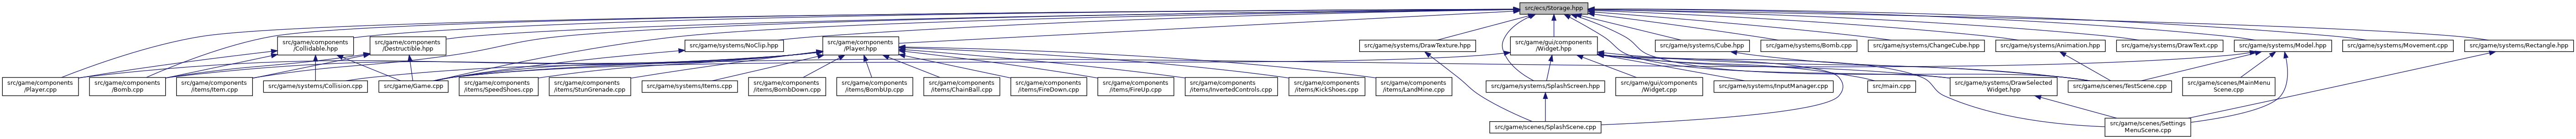 src/ecs/Storage.hpp
src/game/components
/Collidable.hpp
src/game/components
/Destructible.hpp
src/game/systems/NoClip.hpp
src/game/components
/Player.hpp
src/game/systems/DrawTexture.hpp
src/game/gui/components
/Widget.hpp
src/game/systems/Cube.hpp
src/game/systems/Bomb.cpp
src/game/systems/ChangeCube.hpp
src/game/systems/Animation.hpp
src/game/systems/DrawText.cpp
src/game/systems/Model.hpp
src/game/systems/Movement.cpp
src/game/systems/Rectangle.hpp
src/game/components
/Player.cpp
src/game/components
/Bomb.cpp
src/game/components
/items/Item.cpp
src/game/systems/Collision.cpp
src/game/Game.cpp
src/game/components
/items/SpeedShoes.cpp
src/game/components
/items/StunGrenade.cpp
src/game/systems/Items.cpp
src/game/components
/items/BombDown.cpp
src/game/components
/items/BombUp.cpp
src/game/components
/items/ChainBall.cpp
src/game/components
/items/FireDown.cpp
src/game/components
/items/FireUp.cpp
src/game/components
/items/InvertedControls.cpp
src/game/components
/items/KickShoes.cpp
src/game/components
/items/LandMine.cpp
src/game/systems/SplashScreen.hpp
src/game/gui/components
/Widget.cpp
src/game/systems/InputManager.cpp
src/main.cpp
src/game/systems/DrawSelected
Widget.hpp
src/game/scenes/TestScene.cpp
src/game/scenes/MainMenu
Scene.cpp
src/game/scenes/SplashScene.cpp
src/game/scenes/Settings
MenuScene.cpp